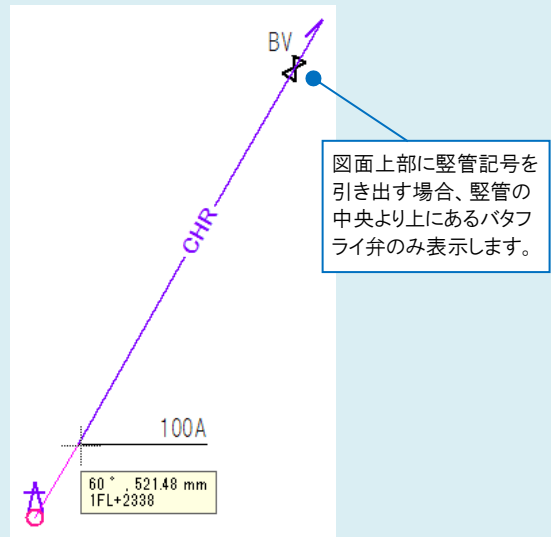 BV
図面上部に竪管記号を
引き出す場合、竪管の
中央より上にあるバタフ
ライ弁のみ表示します。
CHR
100A
60 ﾟ , 521.48 mm
1FL+2338